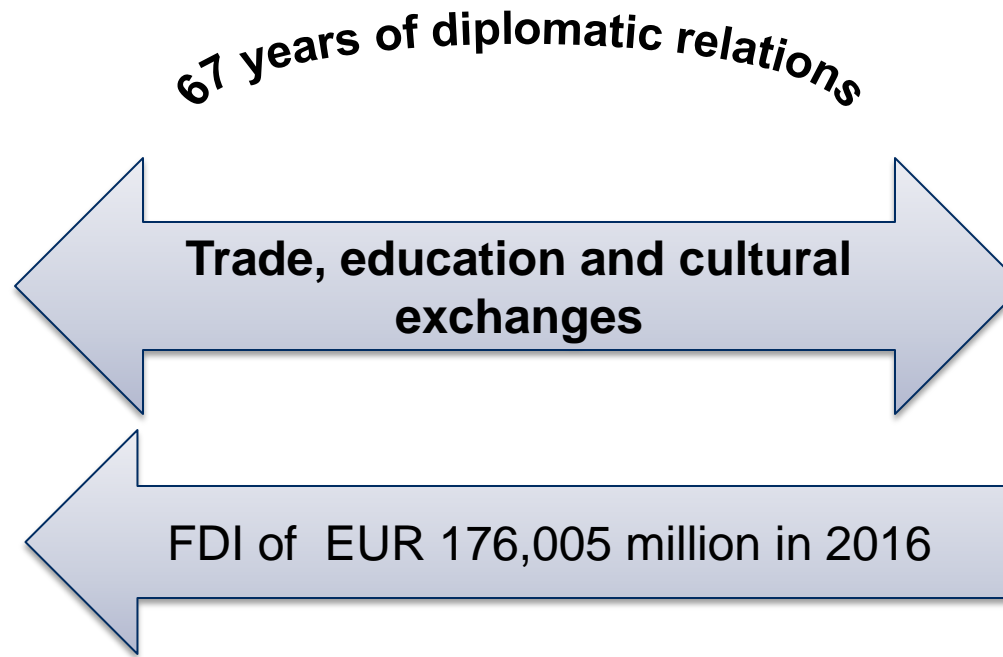 67 years of diplomatic relations
Trade, education and cultural
exchanges
FDI of  EUR 176,005 million in 2016